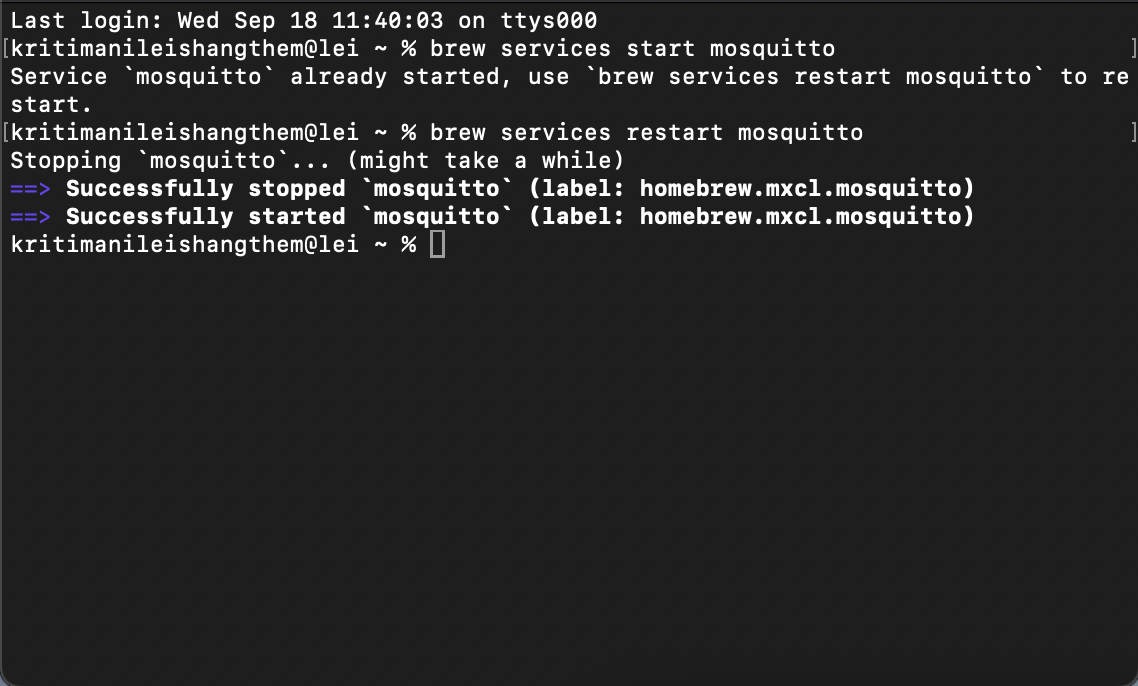 Last login: Wed Sep 18 11:40:03 on ttys000
[kritimanileishangthem@lei ~ % brew services start mosquitto ]
Service `mosquitto` already started, use `brew services restart mosquitto` to re
start.
[kritimanileishangthem@lei ~ % brew services restart mosquitto ]
Stopping `mosquitto`... (might take a while)
==> Successfully stopped `mosquitto` (label: homebrew.mxcl.mosquitto)
==> Successfully started `mosquitto` (label: homebrew.mxcl.mosquitto)
kritimanileishangthem@lei ~ %